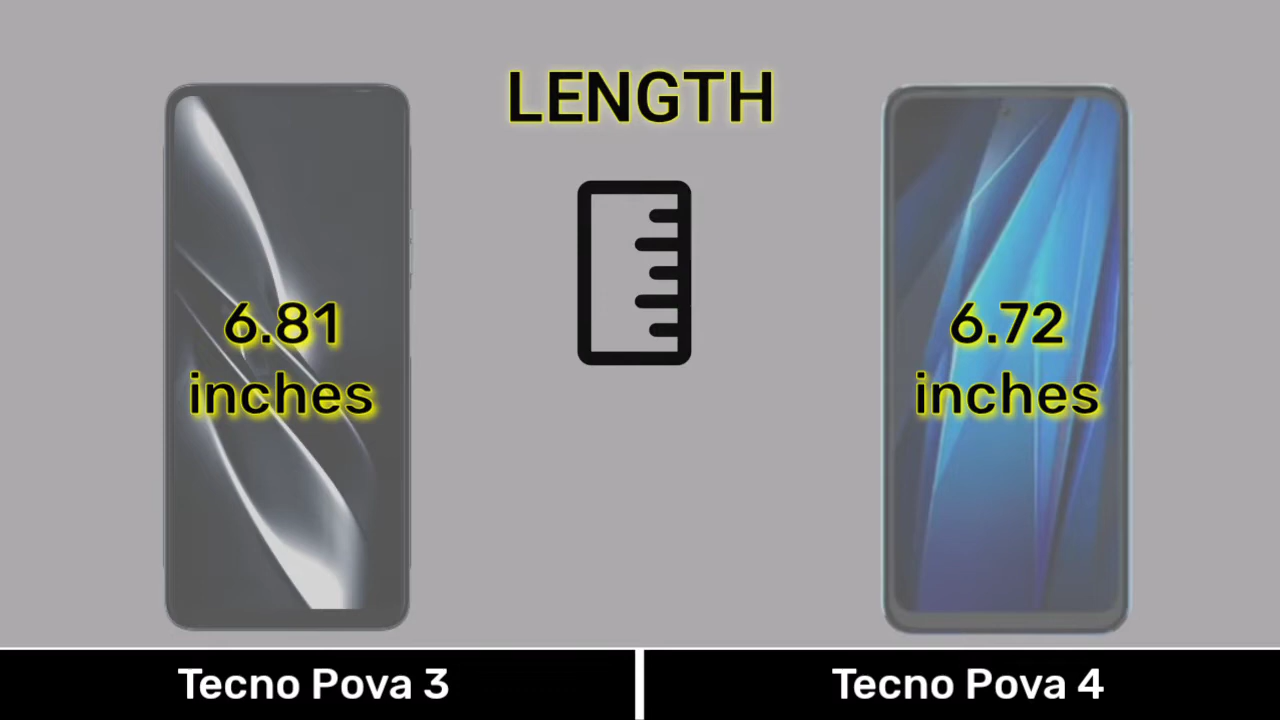 LENGTH
6.81
inches
6.72
inches
Tecno Pova 3
Tecno Pova 4